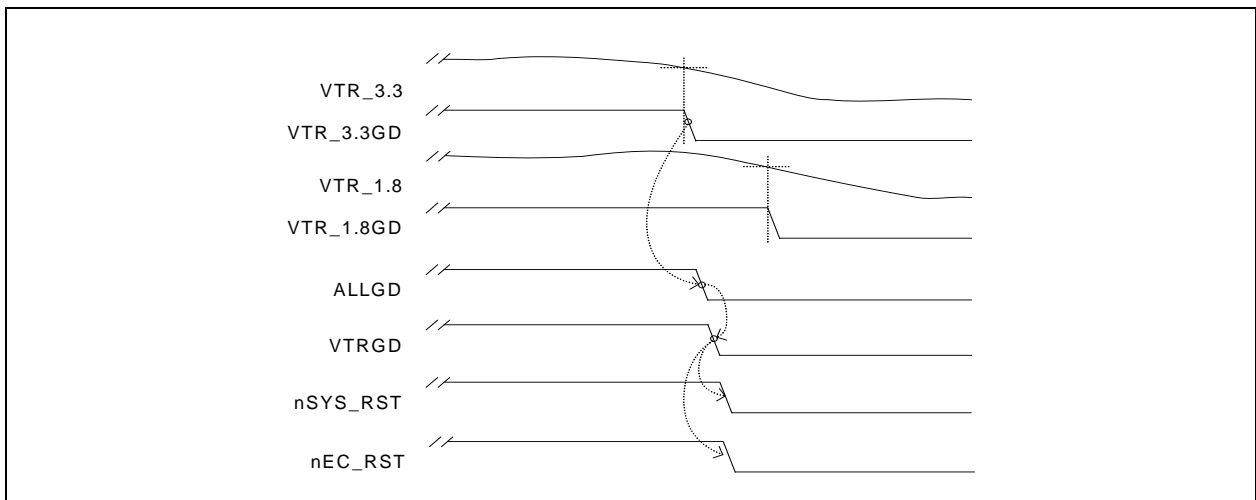 VTR_3.3
VTR_3.3GD
VTR_1.8
VTR_1.8GD
ALLGD
VTRGD
nSYS_RST
nEC_RST